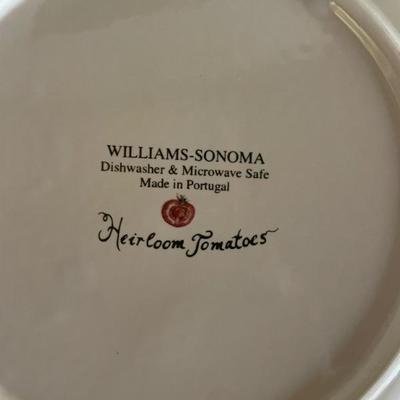 WILLIAMS-SONOMA
Dishwasher & Microwave Safe
Made in Portugal
Heirloom Tomatoes